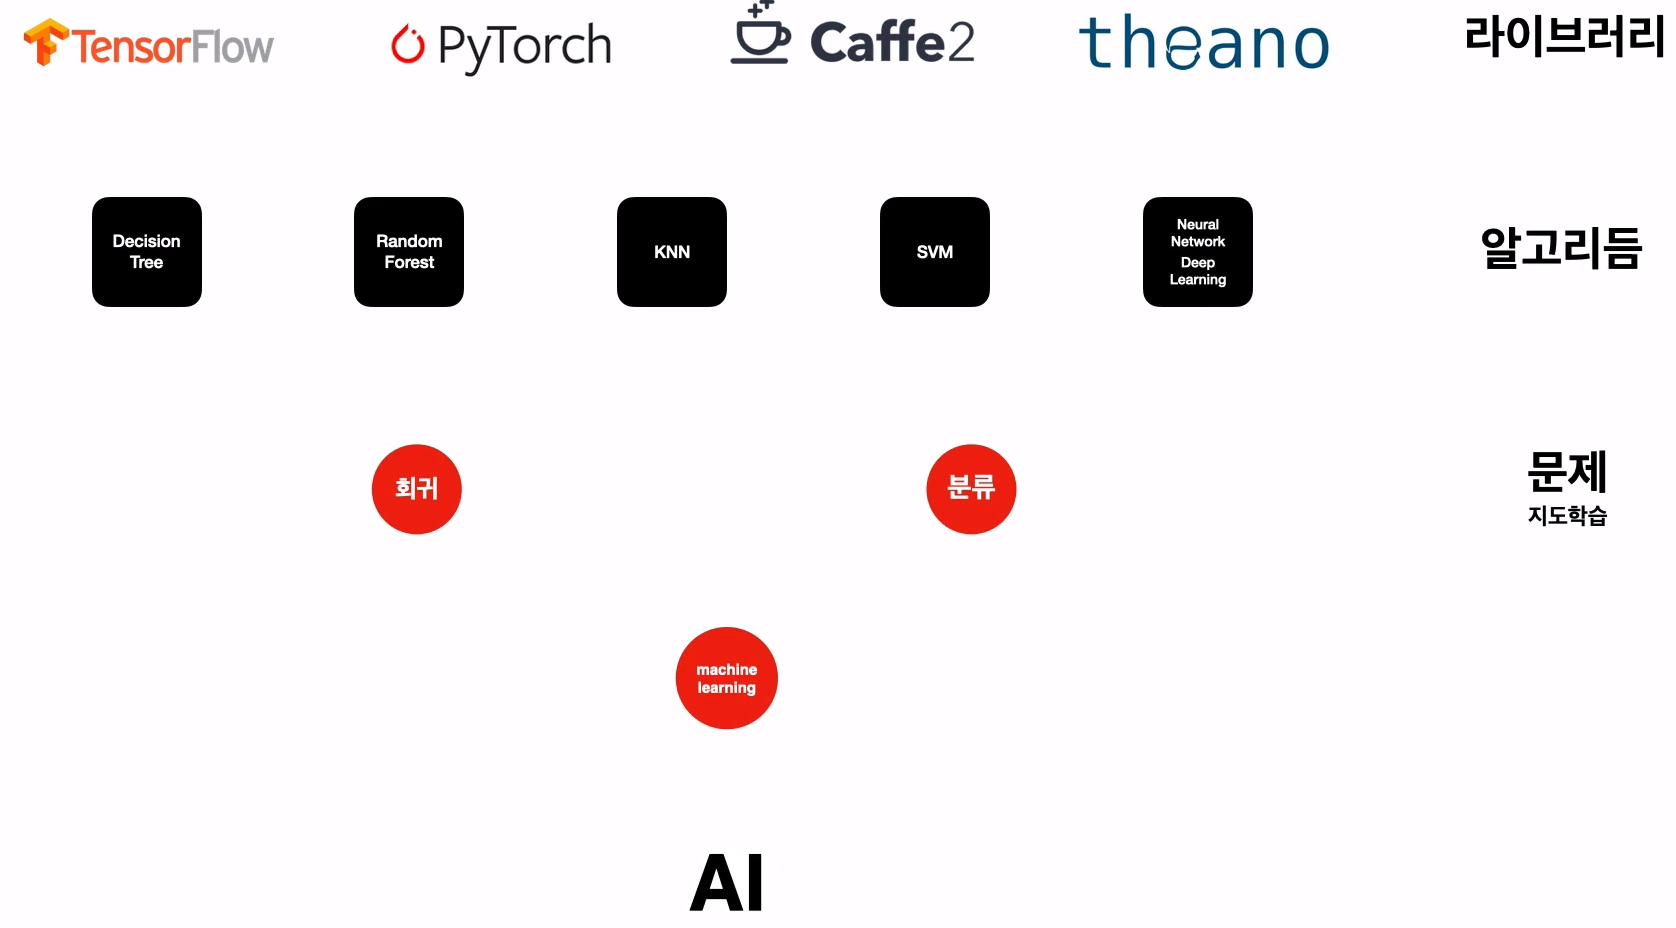 TensorFlow
PyTorch
Caffe2
theano
라이브러리
Decision
Tree
Random
Forest
KNN
SVM
Neural
Network
Deep
Learning
알고리듬
회귀
분류
문제
지도학습
machine
learning
AI